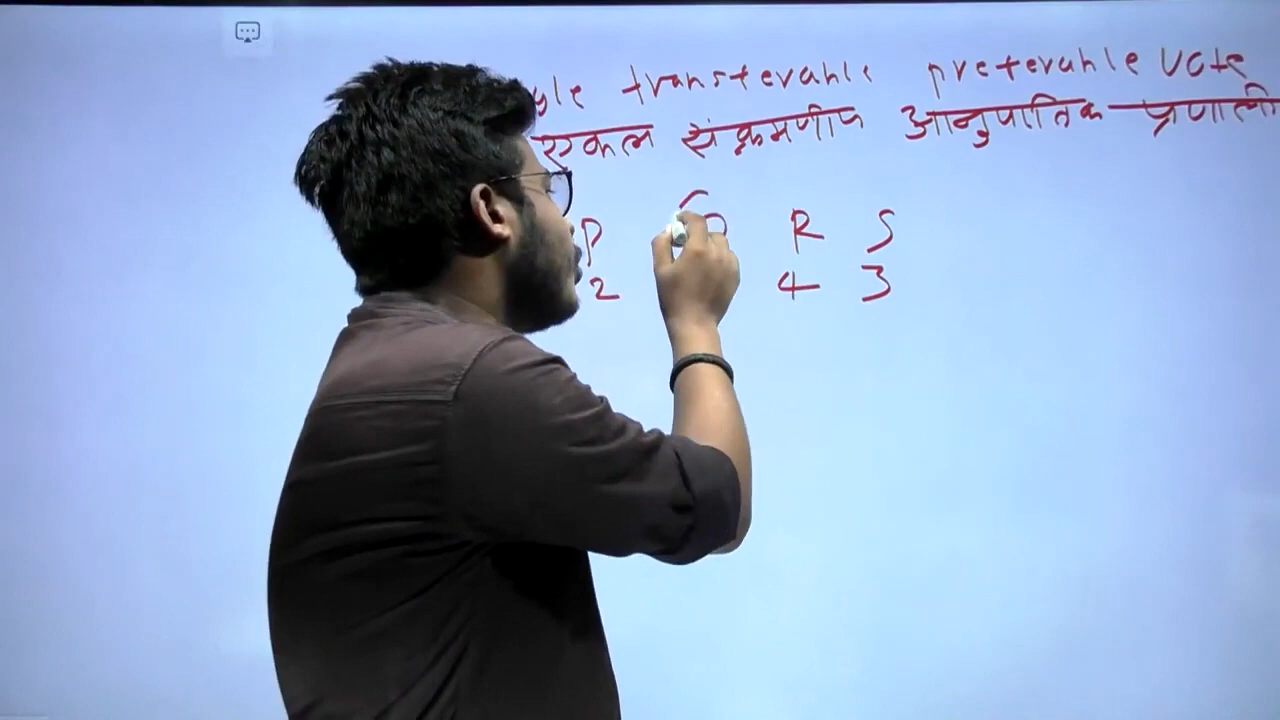 transferable preferable vote
एकल संक्रमणीय आनुपातिक प्रणाली
P R S
2 4 3